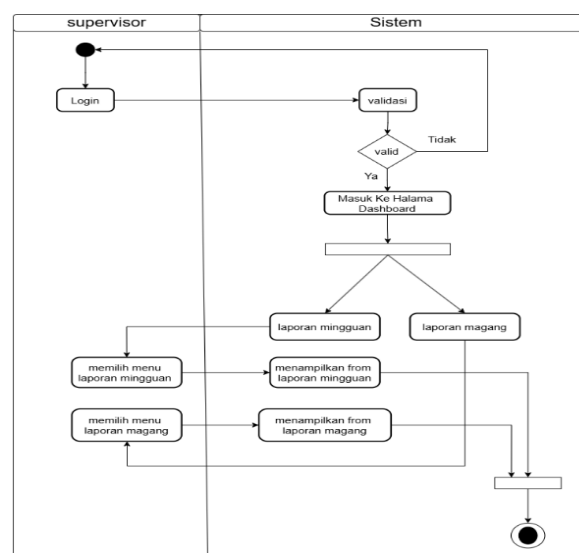 supervisor
Sistem
Login
validasi
valid
Tidak
Ya
Masuk Ke Halama
Dashboard
laporan mingguan
laporan magang
memilih menu
laporan mingguan
menampilkan from
laporan mingguan
memilih menu
laporan magang
menampilkan from
laporan magang